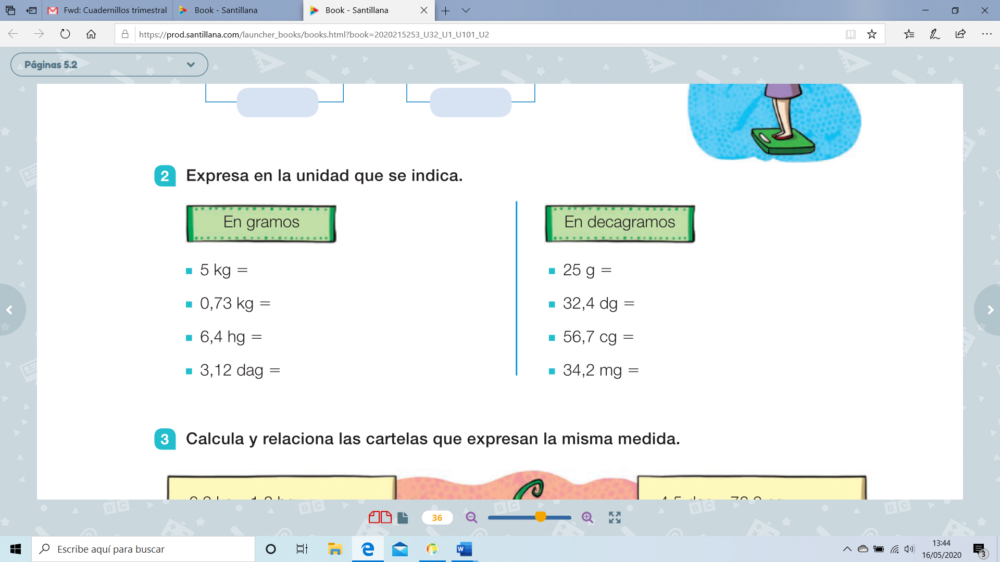 Fwd: Cuadernillos trimestral
Book - Santillana
Book - Santillana
https://prod.santillana.com/launcher_books/books.html?book=2020215253_U32_U1_U101_U2
Páginas 5.2
2 Expresa en la unidad que se indica.
En gramos
5 kg =
0,73 kg =
6,4 hg =
3,12 dag =
En decagramos
25 g =
32,4 dg =
56,7 cg =
34,2 mg =
3 Calcula y relaciona las cartelas que expresan la misma medida.
36
Escribe aquí para buscar
13:44
16/05/2020
3